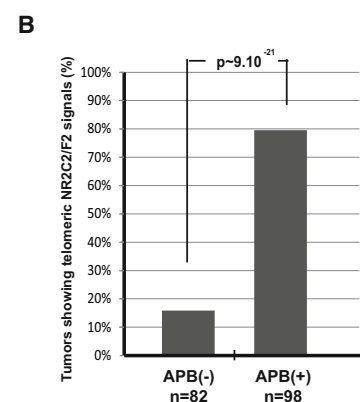 B
p~9.10-21
Tumors showing telomeric NR2C2/F2 signals (%)
100%
90%
80%
70%
60%
50%
40%
30%
20%
10%
0%
APB(-) APB(+)
n=82 n=98